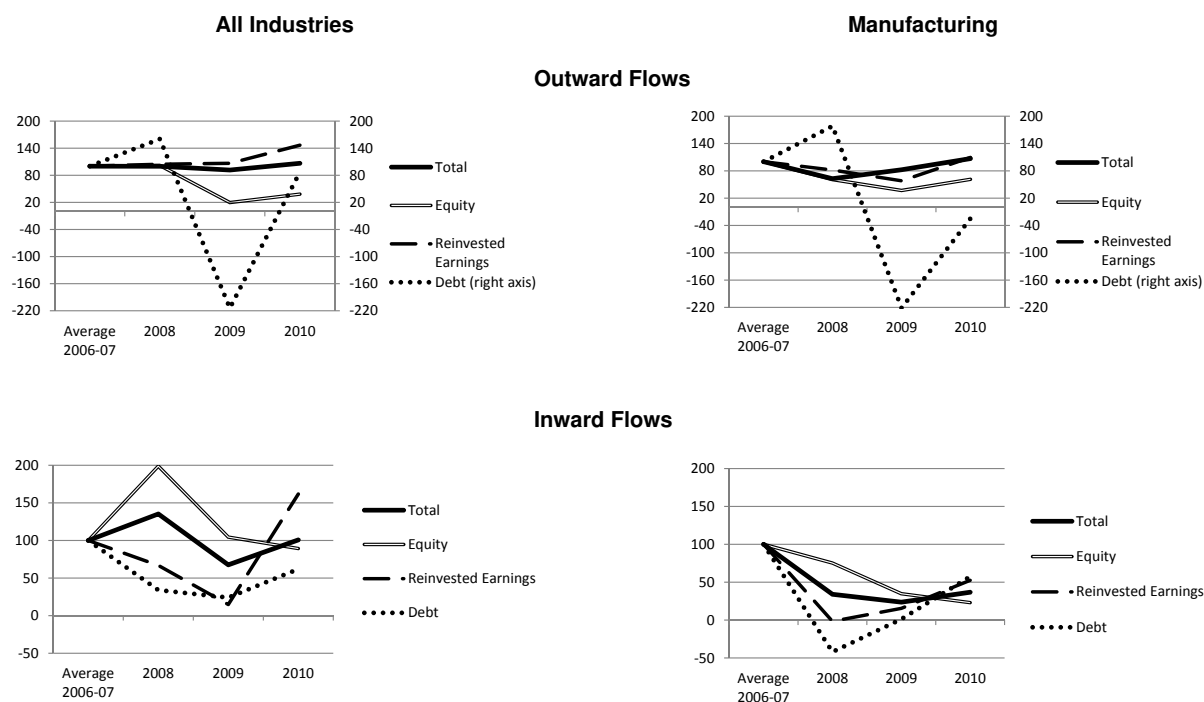 All Industries
Manufacturing
Outward Flows
200
140
80
20
-40
-100
-160
-220
200
140
80
20
-40
-100
-160
-220
Average
2006-07
2008
2009
2010
Total
Equity
Reinvested
Earnings
Debt (right axis)
200
140
80
20
-40
-100
-160
-220
200
140
80
20
-40
-100
-160
-220
Average
2006-07
2008
2009
2010
Total
Equity
Reinvested
Earnings
Debt (right axis)
Inward Flows
200
150
100
50
0
-50
Average
2006-07
2008
2009
2010
Total
Equity
Reinvested Earnings
Debt
200
150
100
50
0
-50
Average
2006-07
2008
2009
2010
Total
Equity
Reinvested Earnings
Debt